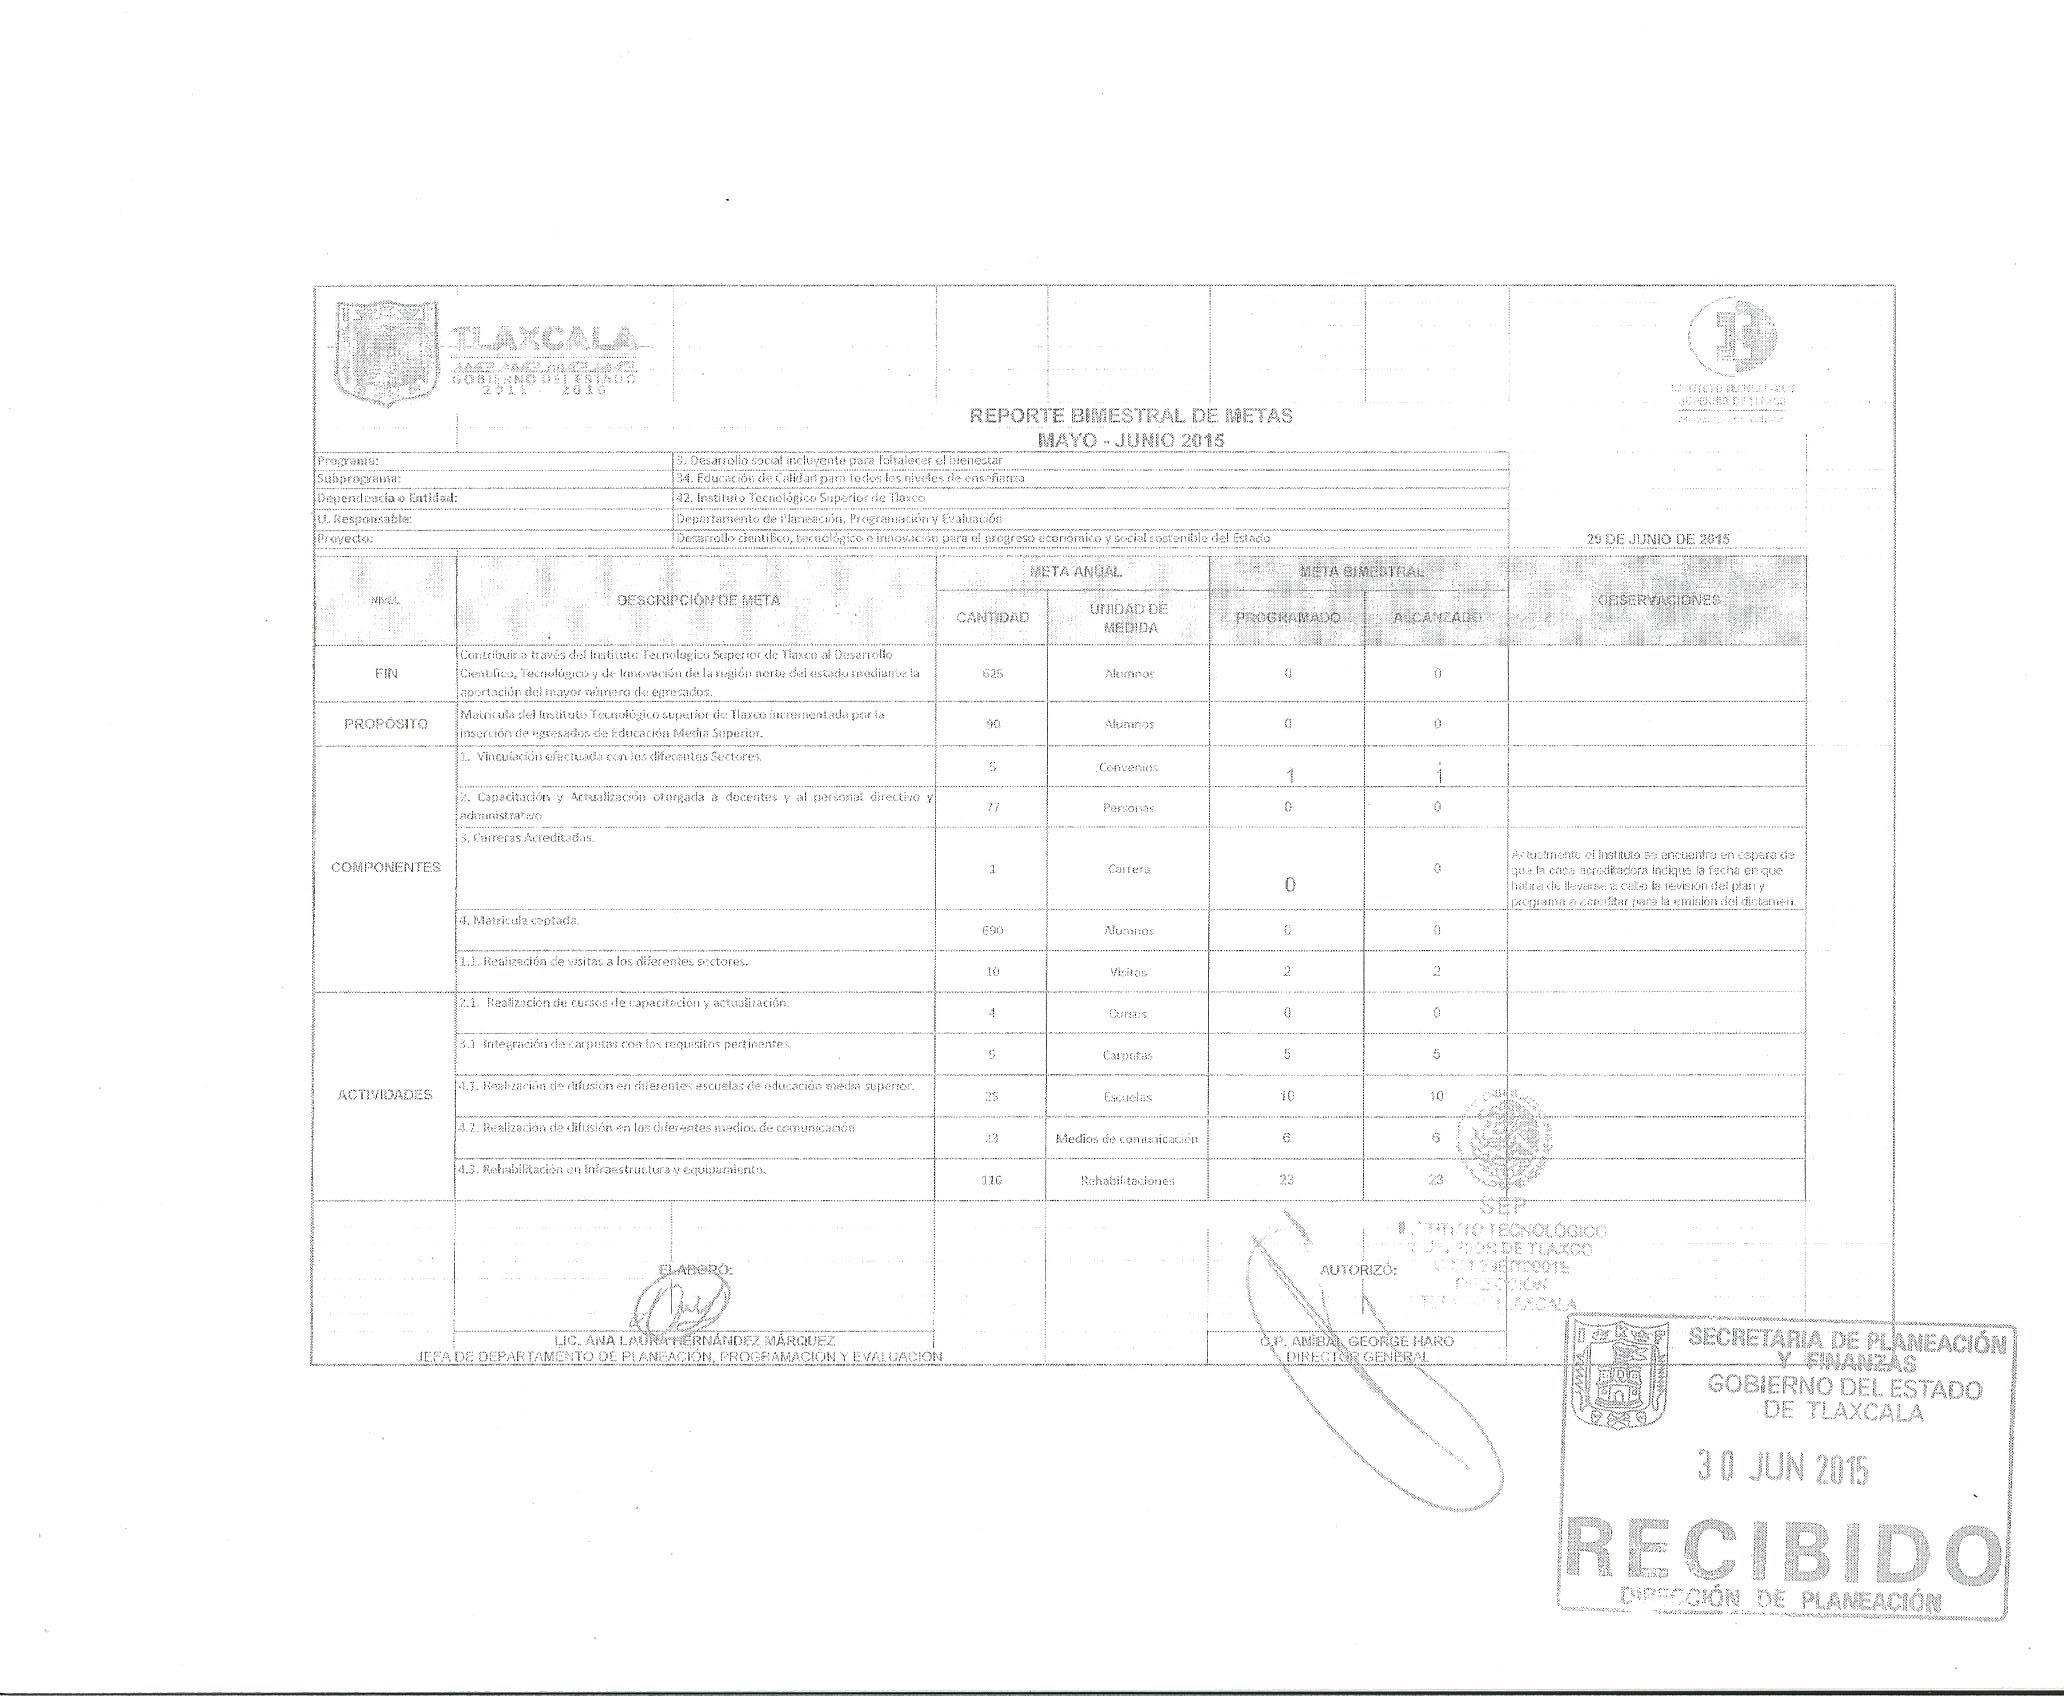 TLAXCALA
GOBIERNO DEL ESTADO
2011 - 2016
REPORTE BIMESTRAL DE METAS
MAYO - JUNIO 2015
Programa: 3. Desarrollo social incluyente para fortalecer el bienestar
Subprograma: 34. Educación de Calidad para todos los niveles de enseñanza
Dependencia o Entidad: 42. Instituto Tecnológico Superior de Tlaxco
U. Responsable: Departamento de Planeación, Programación y Evaluación
Proyecto: Desarrollo científico, tecnológico e innovación para el progreso económico y social sostenible del Estado
29 DE JUNIO DE 2015
NIVEL DESCRIPCIÓN DE META META ANUAL META BIMESTRAL OBSERVACIONES
CANTIDAD UNIDAD DE MEDIDA PROGRAMADO ALCANZADO
FIN
Contribuir a través del Instituto Tecnológico Superior de Tlaxco al Desarrollo
Científico, Tecnológico y de Innovación de la región norte del estado mediante la
aportación del mayor número de egresados.
625 Alumnos 0 0
PROPÓSITO
Matrícula del Instituto Tecnológico superior de Tlaxco incrementada por la
inserción de egresados de Educación Media Superior.
90 Alumnos 0 0
COMPONENTES
1. Vinculación efectuada con los diferentes Sectores.
5 Convenios 1 1
2. Capacitación y Actualización otorgada a docentes y al personal directivo y
administrativo
77 Personas 0 0
3. Carreras Acreditadas.
1 Carrera 0 0
Actualmente el Instituto se encuentra en espera de
que la casa acreditadora indique la fecha en que
habrá de llevarse a cabo la revisión del plan y
programa a acreditar para la emisión del dictamen.
4. Matrícula captada.
690 Alumnos 0 0
1.1. Realización de visitas a los diferentes sectores.
10 Visitas 2 2
ACTIVIDADES
2.1. Realización de cursos de capacitación y actualización.
4 Cursos 0 0
3.1 Integración de carpetas con los requisitos pertinentes.
5 Carpetas 5 5
4.1. Realización de difusión en diferentes escuelas de educación media superior.
25 Escuelas 10 10
4.2. Realización de difusión en los diferentes medios de comunicación
Medios de comunicación 6 6
4.3. Rehabilitación en infraestructura y equipamiento.
116 Rehabilitaciones 23 23
SEP
TECNOLÓGICO
DE TLAXCO
ELABORÓ:
AUTORIZÓ:
LIC. ANA LAURA HERNÁNDEZ MÁRQUEZ
JEFA DE DEPARTAMENTO DE PLANEACIÓN, PROGRAMACIÓN Y EVALUACIÓN
C.P. ANÍBAL GEORGE HARO
DIRECTOR GENERAL
SECRETARIA DE PLANEACIÓN
Y FINANZAS
GOBIERNO DEL ESTADO
DE TLAXCALA
30 JUN 2015
RECIBIDO
DIRECCIÓN DE PLANEACIÓN